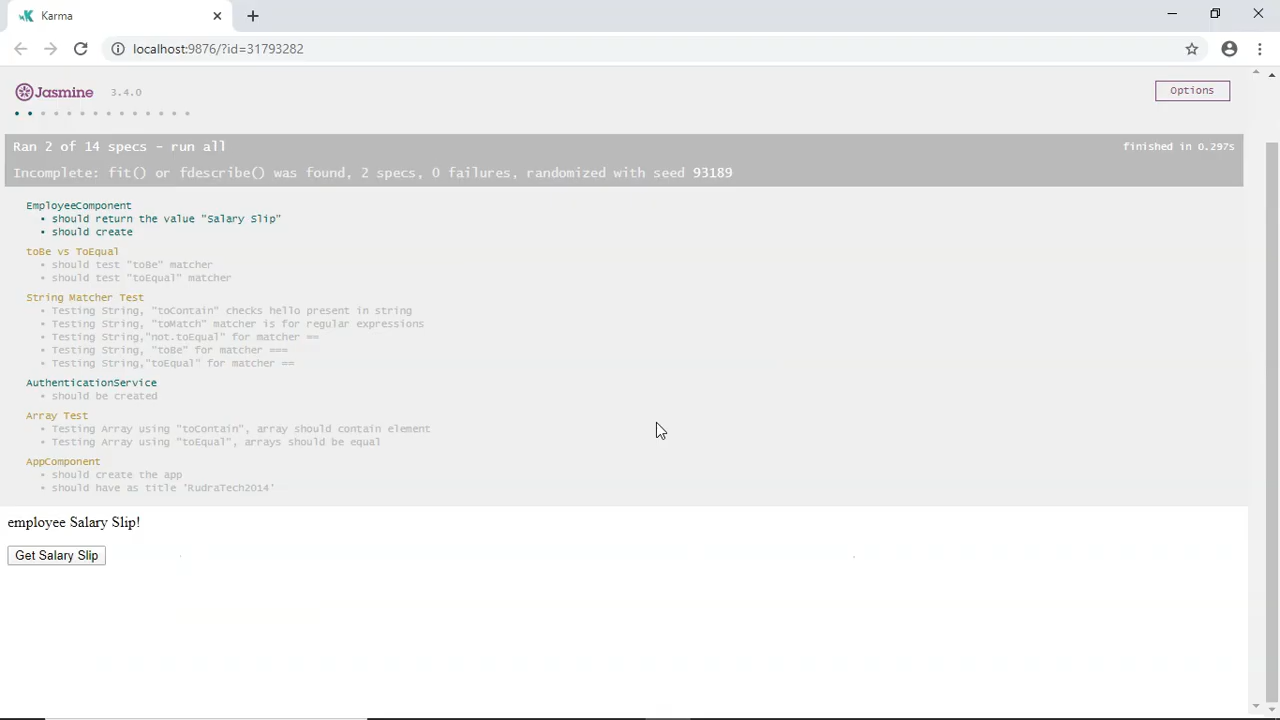 Karma
localhost:9876/?id=31793282
Jasmine 3.4.0
Options
Ran 2 of 14 specs - run all
finished in 0.297s
Incomplete: fit() or fdescribe() was found, 2 specs, 0 failures, randomized with seed 93189
EmployeeComponent
• should return the value "Salary Slip"
• should create
toBe vs ToEqual
• should test "toBe" matcher
• should test "toEqual" matcher
String Matcher Test
• Testing String, "toContain" checks hello present in string
• Testing String, "toMatch" matcher is for regular expressions
• Testing String,"not.toEqual" for matcher ==
• Testing String, "toBe" for matcher ===
• Testing String,"toEqual" for matcher ==
AuthenticationService
• should be created
Array Test
• Testing Array using "toContain", array should contain element
• Testing Array using "toEqual", arrays should be equal
AppComponent
• should create the app
• should have as title 'RudraTech2014'
employee Salary Slip!
Get Salary Slip